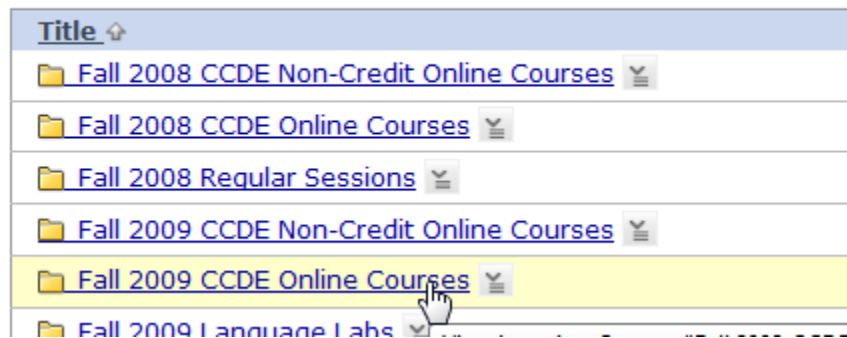 Title
Fall 2008 CCDE Non-Credit Online Courses
Fall 2008 CCDE Online Courses
Fall 2008 Regular Sessions
Fall 2009 CCDE Non-Credit Online Courses
Fall 2009 CCDE Online Courses
Fall 2009 Language Labs